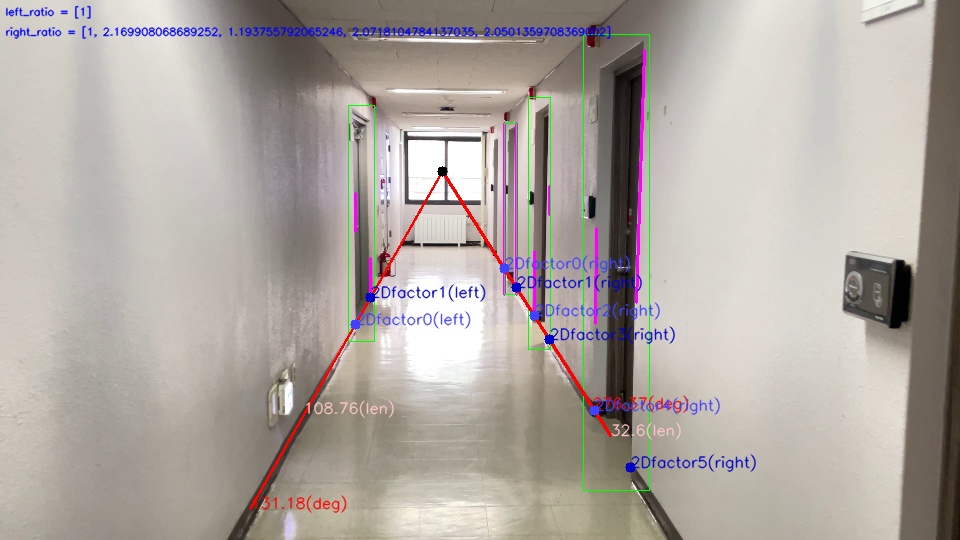 left_ratio = [1]
right_ratio = [1, 2.169908068689252, 1.193755792065246, 2.0718104784137035, 2.0501359708369
2Dfactor0(right)
2Dfactor1(right)
2Dfactor1(left)
2Dfactor2(right)
2Dfactor0(left)
2Dfactor3(right)
108.76(len)
2Dfactor4(right)
32.6(len)
2Dfactor5(right)
31.18(deg)